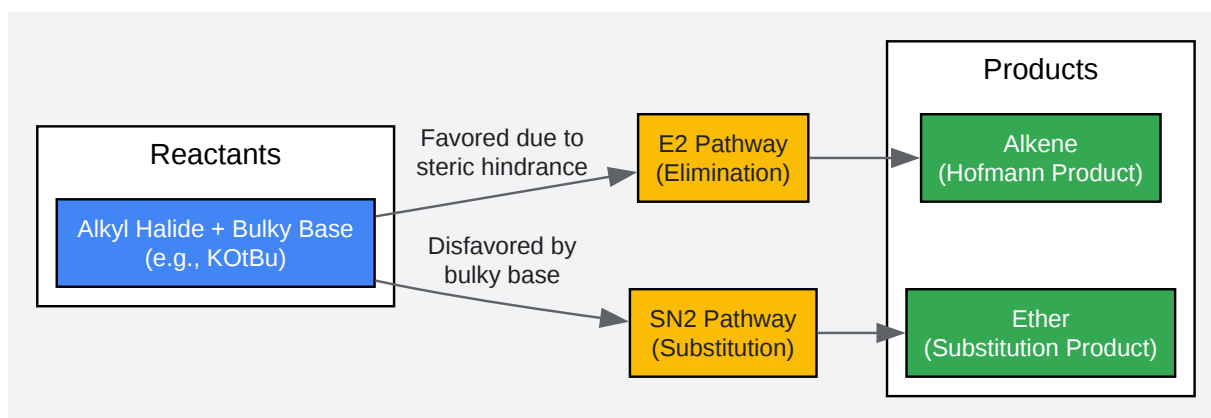 Reactants
Alkyl Halide + Bulky Base
(e.g., KOtBu)
Favored due to
steric hindrance
Disfavored by
bulky base
E2 Pathway
(Elimination)
SN2 Pathway
(Substitution)
Products
Alkene
(Hofmann Product)
Ether
(Substitution Product)